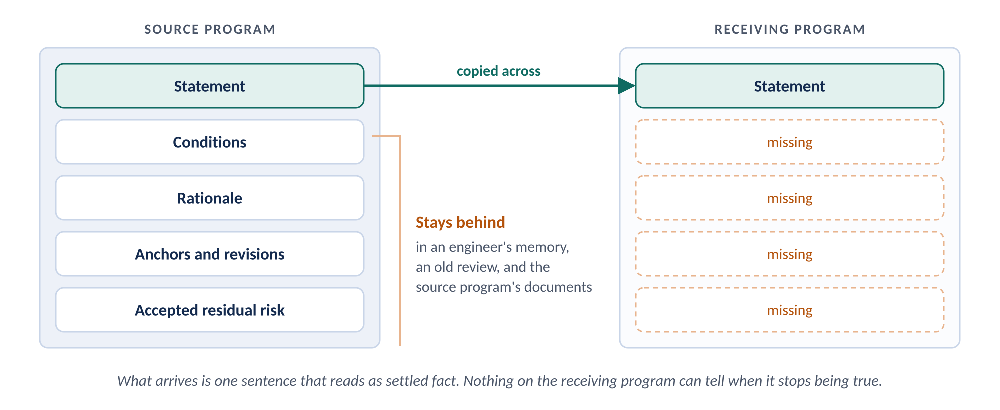 SOURCE PROGRAM
RECEIVING PROGRAM
Statement
copied across
Statement
Conditions
missing
Rationale
missing
Stays behind
in an engineer's memory,
an old review, and the
source program's documents
Anchors and revisions
missing
Accepted residual risk
missing
What arrives is one sentence that reads as settled fact. Nothing on the receiving program can tell when it stops being true.